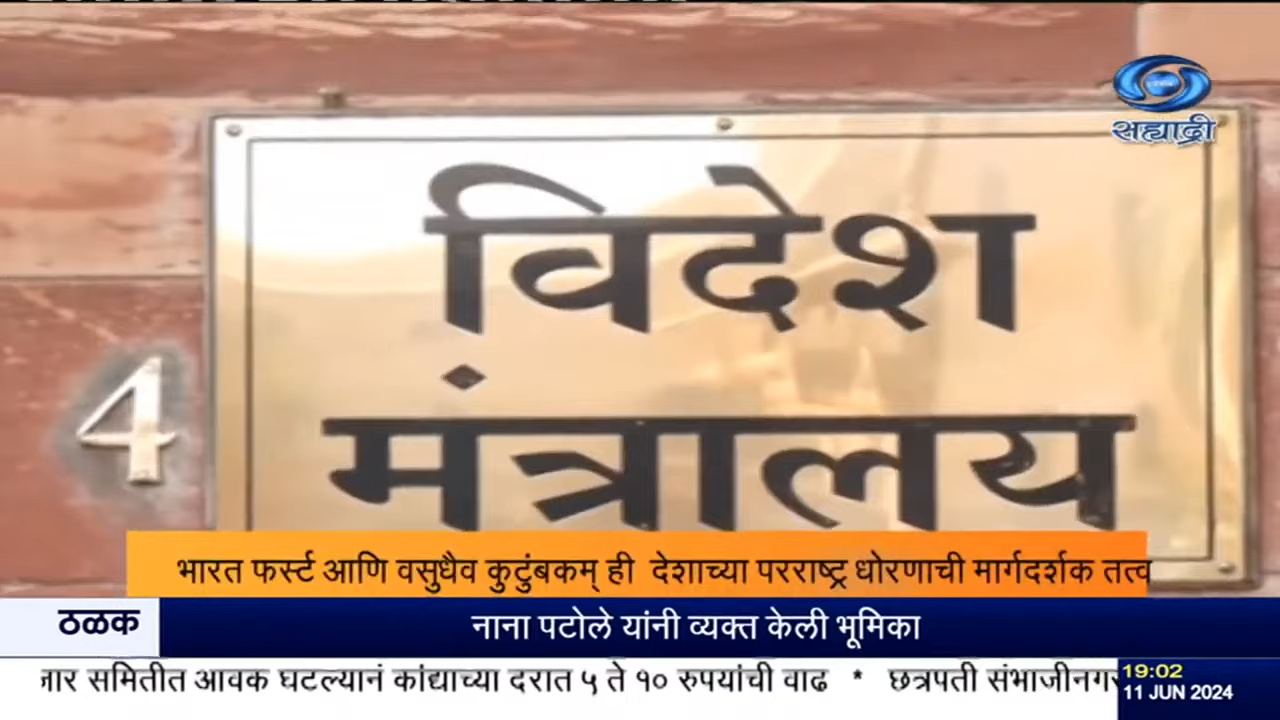 सह्याद्री
विदेश
मंत्रालय
4
भारत फर्स्ट आणि वसुधैव कुटुंबकम् ही देशाच्या परराष्ट्र धोरणाची मार्गदर्शक तत्व
ठळक
नाना पटोले यांनी व्यक्त केली भूमिका
समितीत आवक घटल्यानं कांद्याच्या दरात ५ ते १० रुपयांची वाढ * छत्रपती संभाजीनगर
19:02
11 JUN 2024